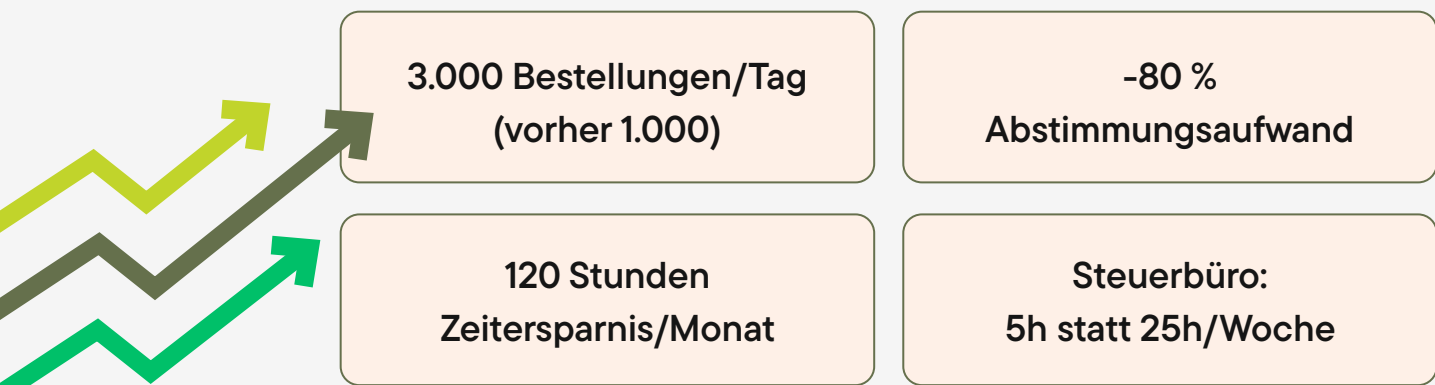 3.000 Bestellungen/Tag
(vorher 1.000)
-80 %
Abstimmungsaufwand
120 Stunden
Zeitersparnis/Monat
Steuerbüro:
5h statt 25h/Woche